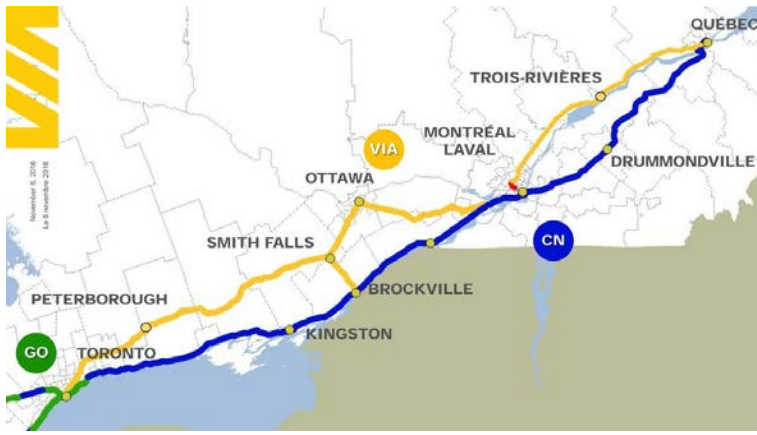 VIA
November 8, 2016
Le 8 novembre 2016
QUÉBEC
TROIS-RIVIÈRES
MONTRÉAL
LAVAL
DRUMMONDVILLE
VIA
OTTAWA
SMITH FALLS
CN
BROCKVILLE
PETERBOROUGH
KINGSTON
GO
TORONTO